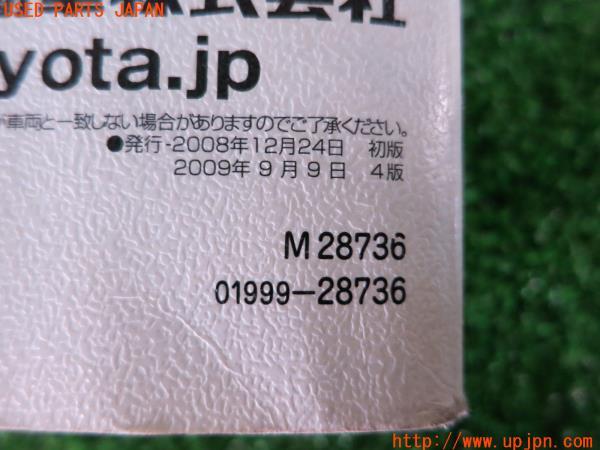 USED PARTS JAPAN
式会社
yota.jp
車両と一致しない場合がありますのでご了承ください。
●発行-2008年12月24日 初版
2009年9月9日 4版
M 28736
01999-28736
http://www.upjpn.com/